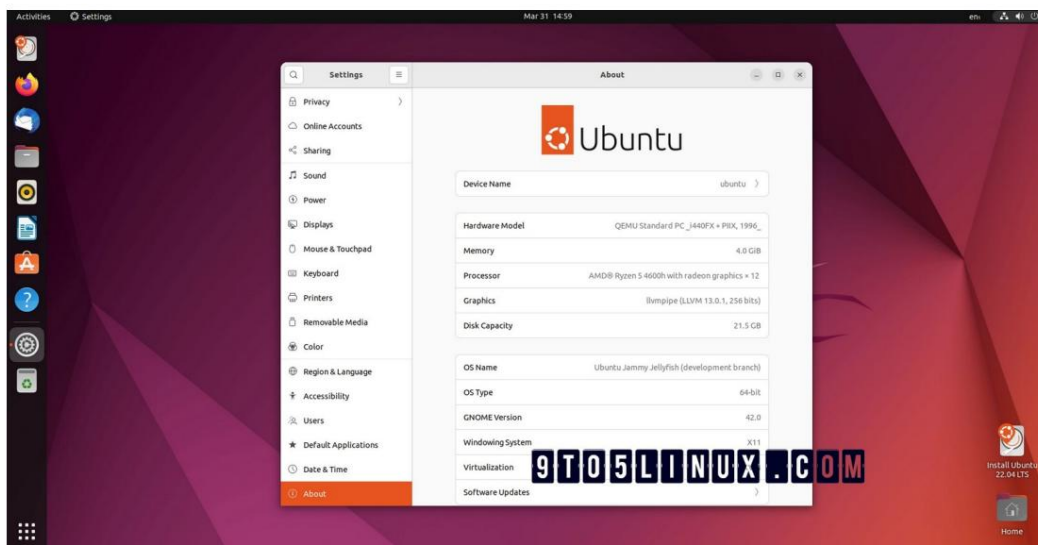 Activities Settings Mar 31 14:59 en₁
Settings
About
Privacy
Online Accounts
Sharing
Sound
Power
Displays
Mouse & Touchpad
Keyboard
Printers
Removable Media
Color
Region & Language
Accessibility
Users
Default Applications
Date & Time
About
Ubuntu
Device Name ubuntu
Hardware Model QEMU Standard PC _i440FX + PIIX, 1996_
Memory 4.0 GiB
Processor AMD® Ryzen 5 4600h with radeon graphics × 12
Graphics llvmpipe (LLVM 13.0.1, 256 bits)
Disk Capacity 21.5 GB
OS Name Ubuntu Jammy Jellyfish (development branch)
OS Type 64-bit
GNOME Version 42.0
Windowing System X11
Virtualization
Software Updates
9TO5LINUX.COM
Install Ubuntu
22.04 LTS
Home